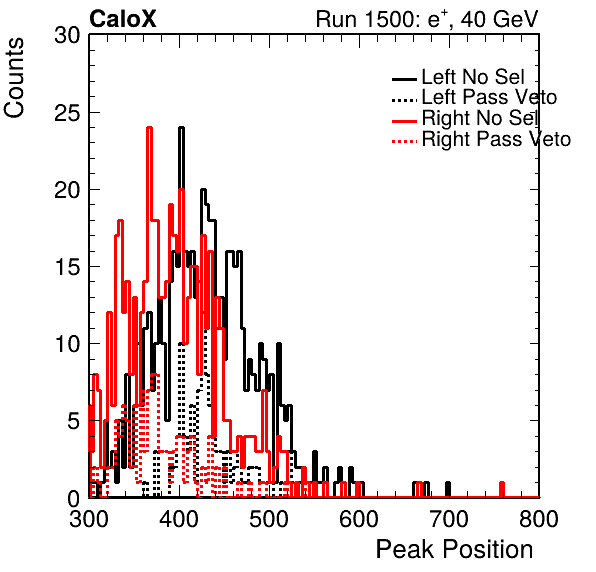 CaloX Run 1500: e⁺, 40 GeV
Counts
30
25
20
15
10
5
0
Left No Sel
Left Pass Veto
Right No Sel
Right Pass Veto
300 400 500 600 700 800
Peak Position